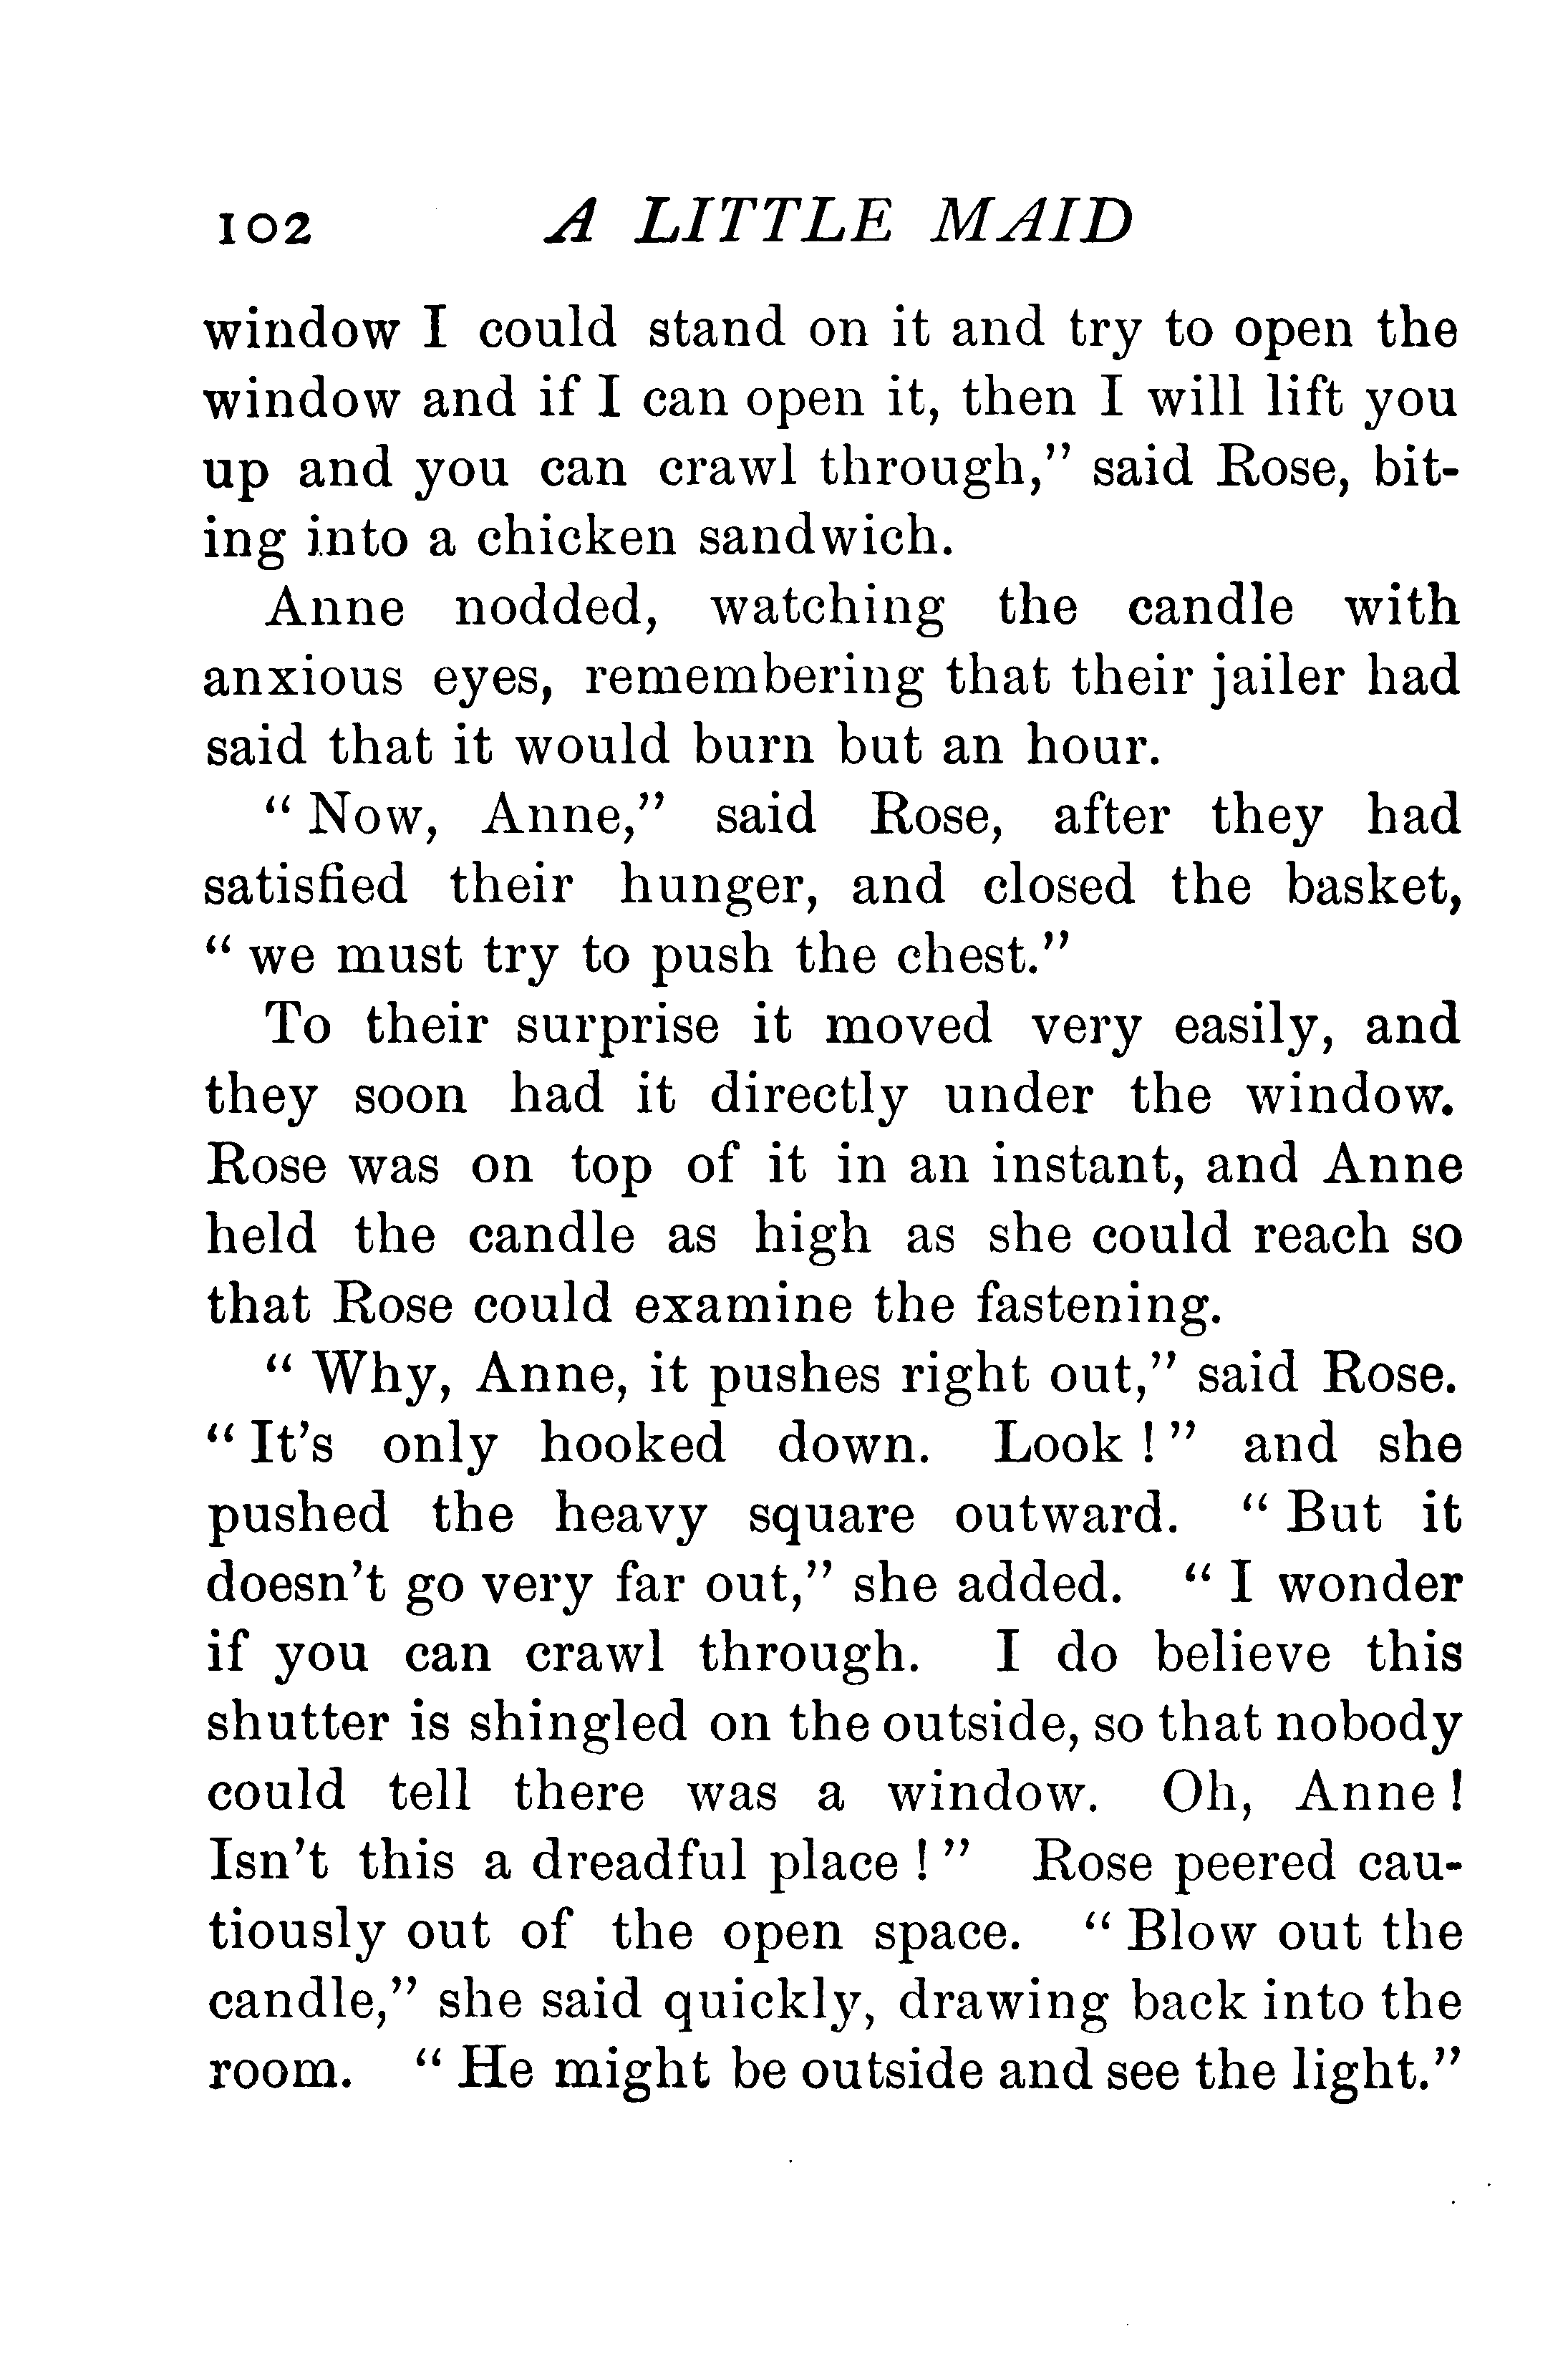 102 A LITTLE MAID
window I could stand on it and try to open the
window and if I can open it, then I will lift you
up and you can crawl through,” said Rose, bit-
ing into a chicken sandwich.
Anne nodded, watching the candle with
anxious eyes, remembering that their jailer had
said that it would burn but an hour.
“ Now, Anne,” said Rose, after they had
satisfied their hunger, and closed the basket,
“ we must try to push the chest.”
To their surprise it moved very easily, and
they soon had it directly under the window.
Rose was on top of it in an instant, and Anne
held the candle as high as she could reach so
that Rose could examine the fastening.
“ Why, Anne, it pushes right out,” said Rose.
“ It’s only hooked down. Look ! ” and she
pushed the heavy square outward. “ But it
doesn’t go very far out,” she added. “ I wonder
if you can crawl through. I do believe this
shutter is shingled on the outside, so that nobody
could tell there was a window. Oh, Anne !
Isn’t this a dreadful place ! ” Rose peered cau-
tiously out of the open space. “ Blow out the
candle,” she said quickly, drawing back into the
room. “ He might be outside and see the light.”